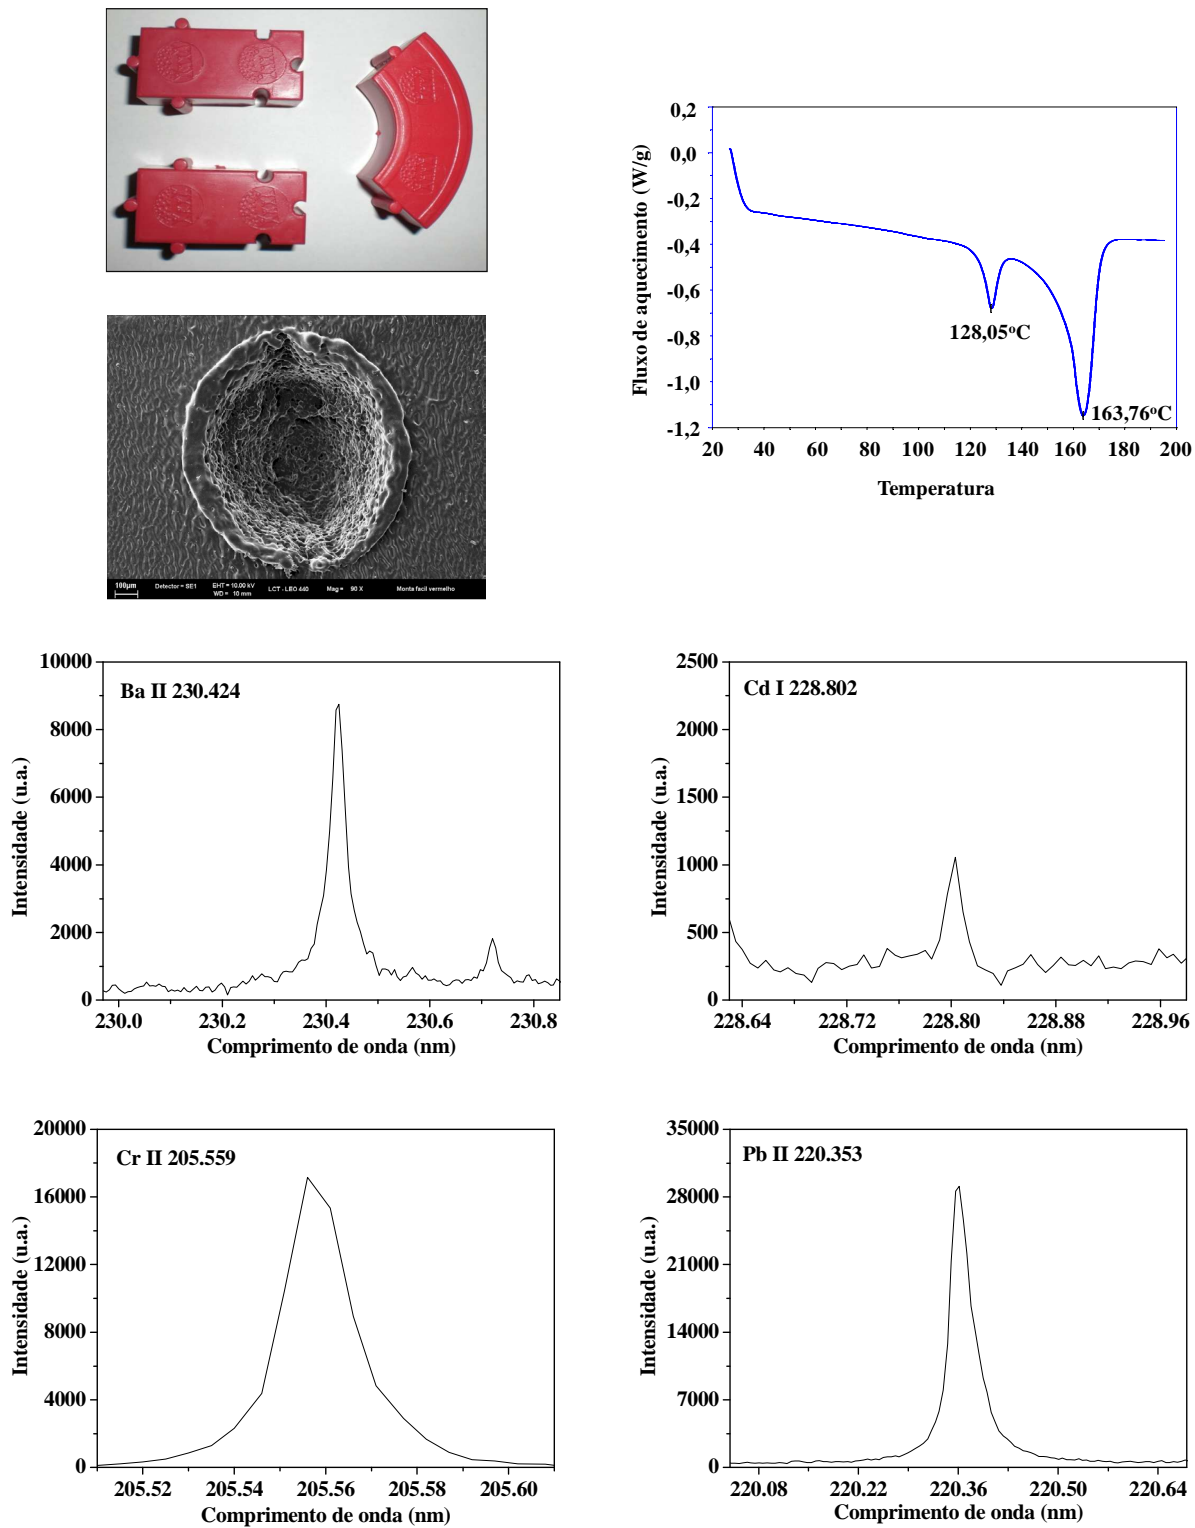 0,2
0,0
-0,2
-0,4
-0,6
-0,8
-1,0
-1,2
Fluxo de aquecimento (W/g)
128,05ºC
163,76ºC
20 40 60 80 100 120 140 160 180 200
Temperatura
100µm
Detector = SE1
EHT = 10.00 kV
WD = 10 mm
LCT - LEO 440
Mag = 90 X
Monta facil vermelho
Ba II 230.424
10000
8000
6000
4000
2000
0
Intensidade (u.a.)
230.0 230.2 230.4 230.6 230.8
Comprimento de onda (nm)
Cd I 228.802
2500
2000
1500
1000
500
0
Intensidade (u.a.)
228.64 228.72 228.80 228.88 228.96
Comprimento de onda (nm)
Cr II 205.559
20000
16000
12000
8000
4000
0
Intensidade (u.a.)
205.52 205.54 205.56 205.58 205.60
Comprimento de onda (nm)
Pb II 220.353
35000
28000
21000
14000
7000
0
Intensidade (u.a.)
220.08 220.22 220.36 220.50 220.64
Comprimento de onda (nm)